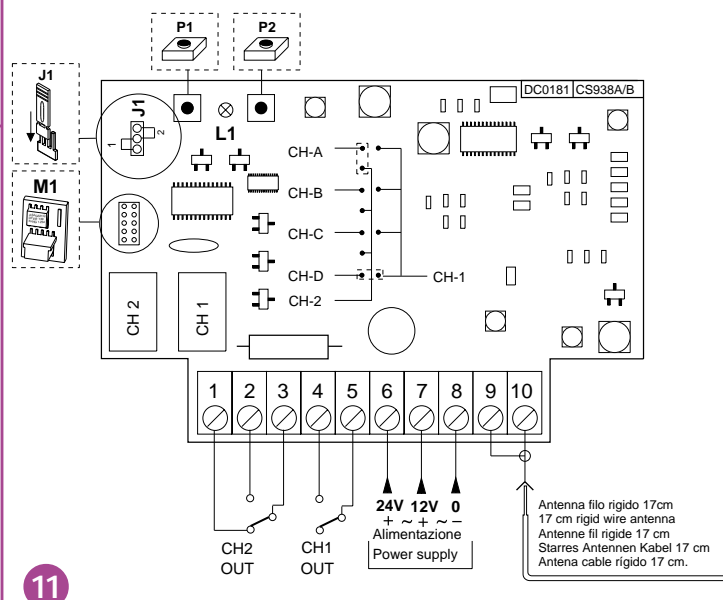 P1 P2
J1
J1
1 2
L1
M1
DC0181 CS938A/B
CH-A
CH-B
CH-C
CH-D
CH-2
CH-1
CH 2
CH 1
1 2 3 4 5 6 7 8 9 10
24V 12V 0
+ ~ + ~ –
Alimentazione
Power supply
CH2
OUT
CH1
OUT
Antenna filo rigido 17cm
17 cm rigid wire antenna
Antenne fil rigide 17 cm
Starres Antennen Kabel 17 cm
Antena cable rígido 17 cm.
11